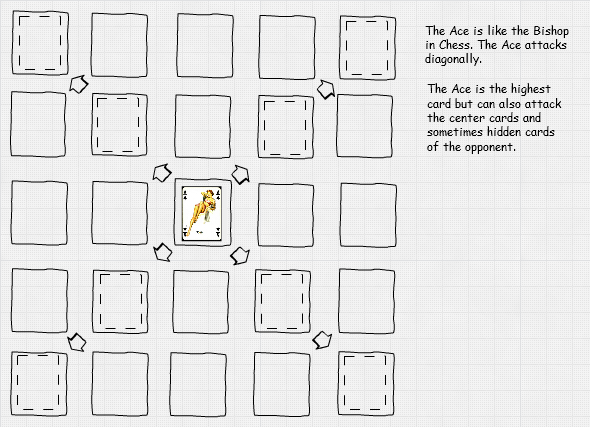 The Ace is like the Bishop
in Chess. The Ace attacks
diagonally.
The Ace is the highest
card but can also attack
the center cards and
sometimes hidden cards
of the opponent.